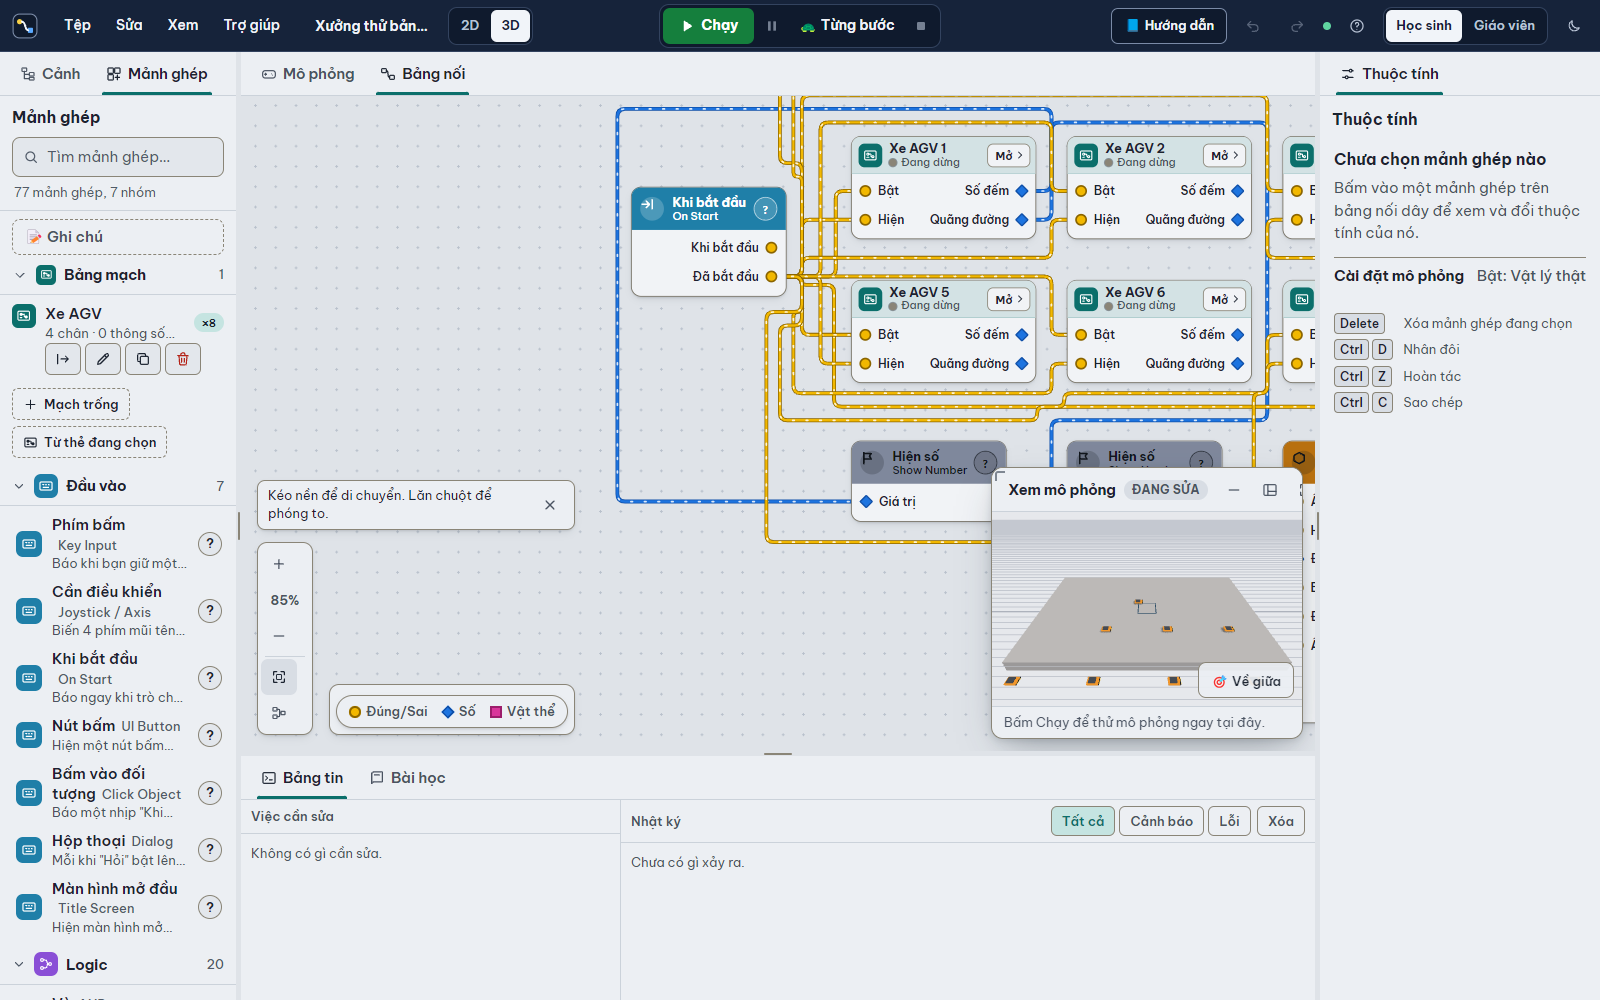 Tệp Sửa Xem Trợ giúp Xưởng thử bản... 2D 3D Chạy Từng bước Hướng dẫn Học sinh Giáo viên
Cảnh Mảnh ghép
Mảnh ghép
Tìm mảnh ghép...
77 mảnh ghép, 7 nhóm
Ghi chú
Bảng mạch 1
Xe AGV
4 chân · 0 thông số...
×8
Mạch trống
Từ thẻ đang chọn
Đầu vào 7
Phím bấm
Key Input
Báo khi bạn giữ một...
?
Cần điều khiển
Joystick / Axis
Biến 4 phím mũi tên...
?
Khi bắt đầu
On Start
Báo ngay khi trò ch...
?
Nút bấm UI Button
Hiện một nút bấm...
?
Bấm vào đối
tượng Click Object
Báo một nhịp "Khi...
?
Hộp thoại Dialog
Mỗi khi "Hỏi" bật lên...
?
Màn hình mở đầu
Title Screen
Hiện màn hình mở...
?
Logic 20
Mô phỏng Bảng nối
Khi bắt đầu
On Start
?
Khi bắt đầu
Đã bắt đầu
Xe AGV 1
Đang dừng
Mở
Bật Số đếm
Hiện Quãng đường
Xe AGV 2
Đang dừng
Mở
Bật Số đếm
Hiện Quãng đường
Xe AGV 5
Đang dừng
Mở
Bật Số đếm
Hiện Quãng đường
Xe AGV 6
Đang dừng
Mở
Bật Số đếm
Hiện Quãng đường
Hiện số
Show Number
?
Giá trị
Hiện số
?
Kéo nền để di chuyển. Lăn chuột để
phóng to.
85%
Đúng/Sai Số Vật thể
Xem mô phỏng ĐANG SỬA
Về giữa
Bấm Chạy để thử mô phỏng ngay tại đây.
Bảng tin Bài học
Việc cần sửa
Không có gì cần sửa.
Nhật ký
Tất cả Cảnh báo Lỗi Xóa
Chưa có gì xảy ra.
Thuộc tính
Thuộc tính
Chưa chọn mảnh ghép nào
Bấm vào một mảnh ghép trên
bảng nối dây để xem và đổi thuộc
tính của nó.
Cài đặt mô phỏng Bật: Vật lý thật
Delete Xóa mảnh ghép đang chọn
Ctrl D Nhân đôi
Ctrl Z Hoàn tác
Ctrl C Sao chép